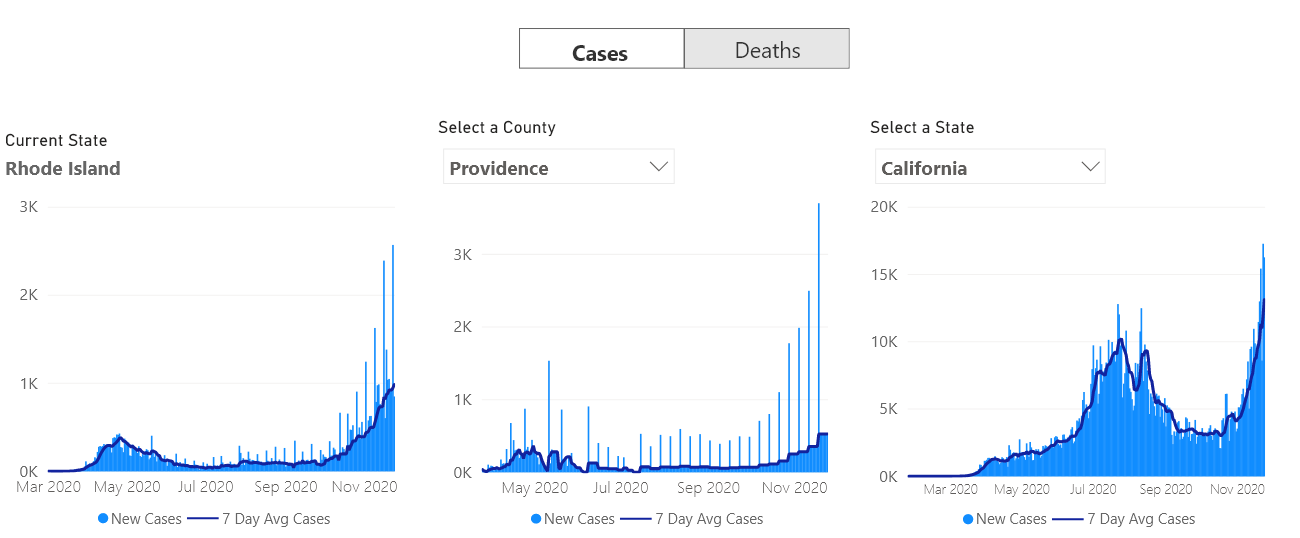 Cases Deaths
Current State
Rhode Island
3K
2K
1K
0K
Mar 2020 May 2020 Jul 2020 Sep 2020 Nov 2020
New Cases 7 Day Avg Cases
Select a County
Providence
3K
2K
1K
0K
May 2020 Jul 2020 Sep 2020 Nov 2020
New Cases 7 Day Avg Cases
Select a State
California
20K
15K
10K
5K
0K
Mar 2020 May 2020 Jul 2020 Sep 2020 Nov 2020
New Cases 7 Day Avg Cases